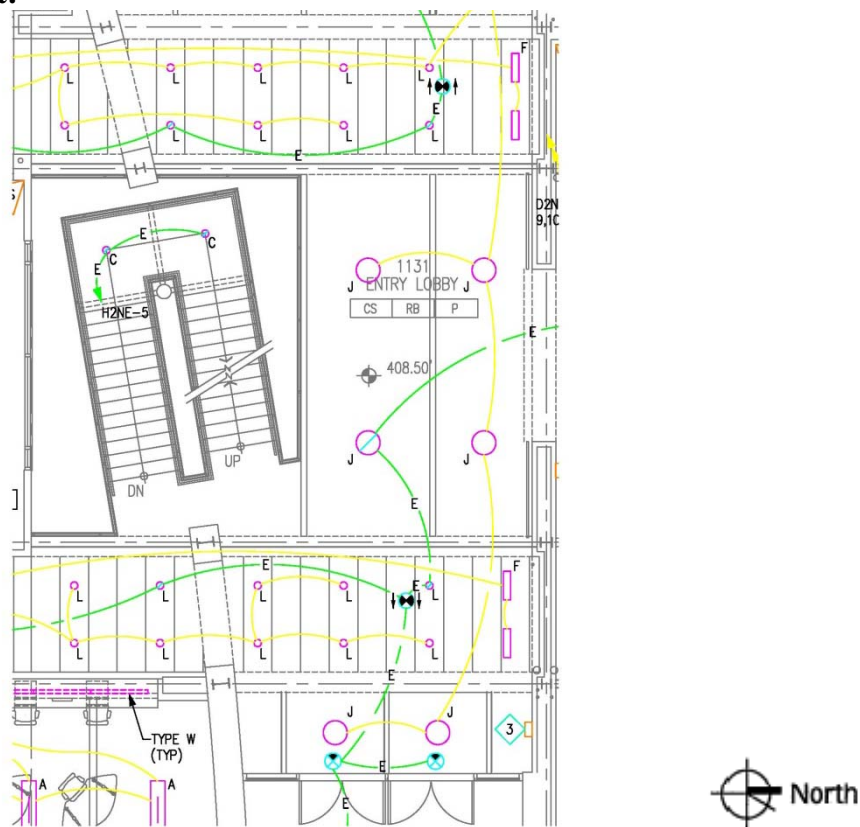 F
L L L L L
E
L L L L L
E
D2N
9,10
E
C
E
C
H2NE-5
1131
J ENTRY LOBBY J
CS RB P
E
408.50'
J J
UP
DN
E
E F
L L L L E L
L L L L L
E
J J
TYPE W
(TYP)
3
E
A A
E
North